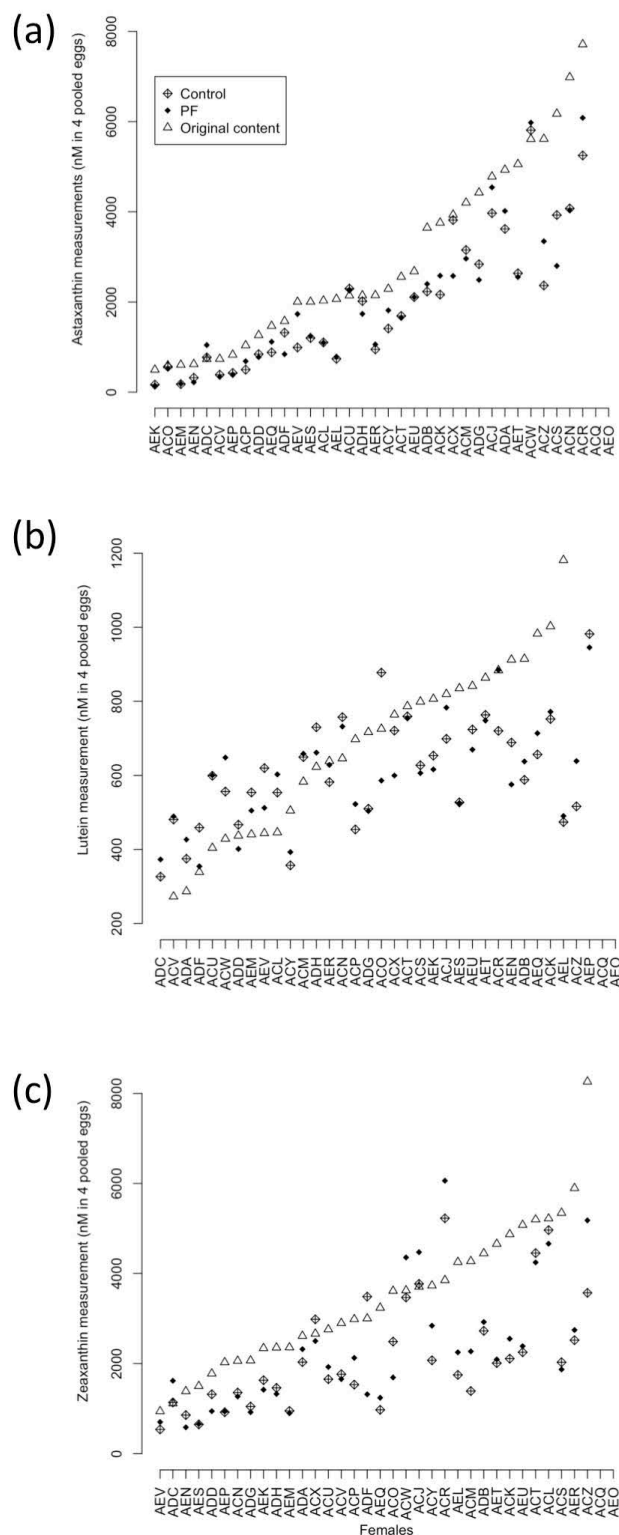 (a)
Astaxanthin measurements (nM in 4 pooled eggs)
8000
6000
4000
2000
0
Control
PF
Original content
AEK ACO AEM AEN ADC ACV AEP ACP ADD AEQ ADF AEV AES ACL AEL ACU ADH AER ACY ACT AEU ADB ACK ACX ACM ADG ACJ ADA AET ACW ACZ ACS ACN ACR ACQ AEO
(b)
Lutein measurement (nM in 4 pooled eggs)
1200
1000
800
600
400
200
ADC ACV ADA ADF ACU ACW ADD AEM AEV ACL ACY ACM ADH AER ACN ACP ADG ACO ACX ACT ACS AEK ACJ AES AEU AET ACR AEN ADB AEQ ACK AEL ACZ AEP ACQ AEO
(c)
Zeaxanthin measurement (nM in 4 pooled eggs)
8000
6000
4000
2000
0
AEV ADC AEN AES ADD AEP ACN ADG AEK ADH AEM ADA ACX ACU ACV ACP ADF AEQ ACO ACW ACJ ACY ACR AEL ACM ADB AET ACK AEU ACT ACL ACS AER ACZ ACQ AEO
Females